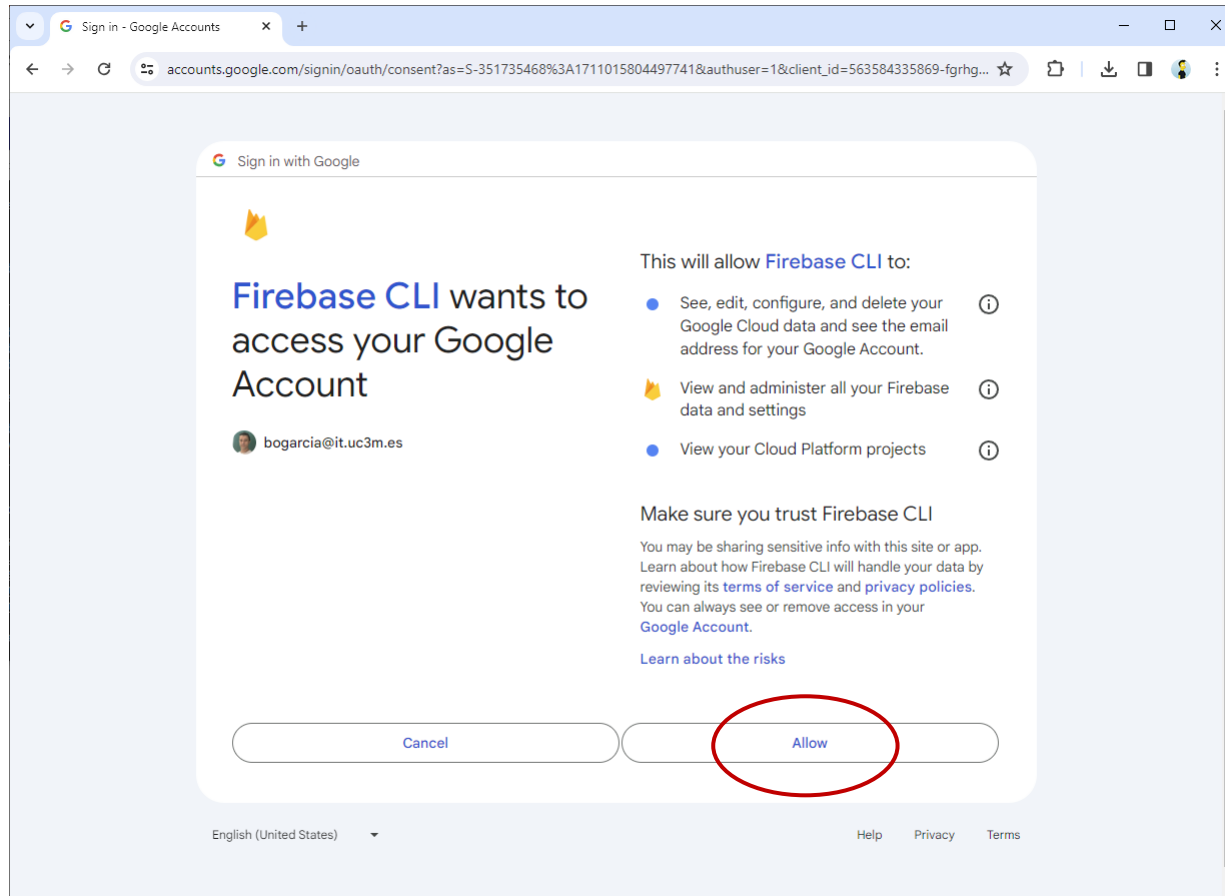 Sign in - Google Accounts
accounts.google.com/signin/oauth/consent?as=S-351735468%3A1711015804497741&authuser=1&client_id=563584335869-fgrhg...
Sign in with Google
Firebase CLI wants to
access your Google
Account
bogarcia@it.uc3m.es
This will allow Firebase CLI to:
See, edit, configure, and delete your
Google Cloud data and see the email
address for your Google Account.
View and administer all your Firebase
data and settings
View your Cloud Platform projects
Make sure you trust Firebase CLI
You may be sharing sensitive info with this site or app.
Learn about how Firebase CLI will handle your data by
reviewing its terms of service and privacy policies.
You can always see or remove access in your
Google Account.
Learn about the risks
Cancel
Allow
English (United States)
Help Privacy Terms